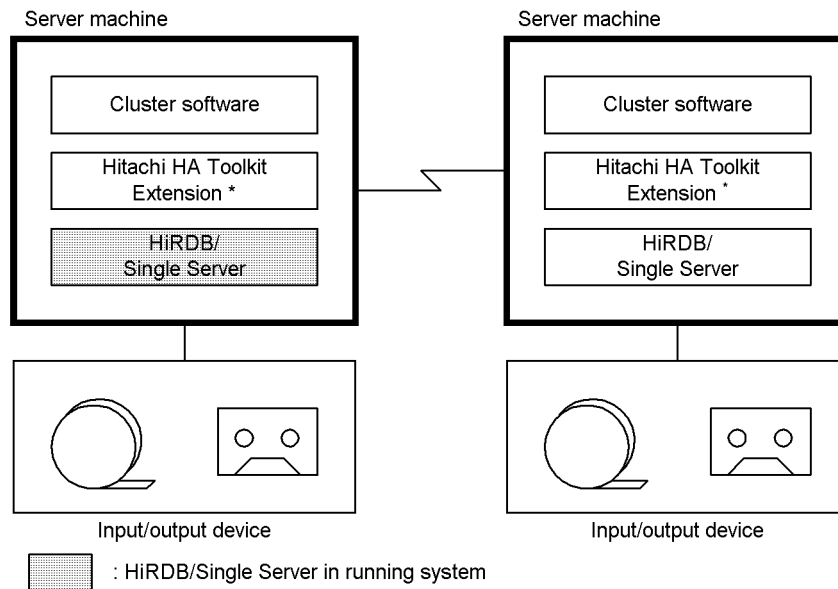 Server machine
Cluster software
Hitachi HA Toolkit
Extension *
HiRDB/
Single Server
Input/output device
Server machine
Cluster software
Hitachi HA Toolkit
Extension *
HiRDB/
Single Server
Input/output device
: HiRDB/Single Server in running system